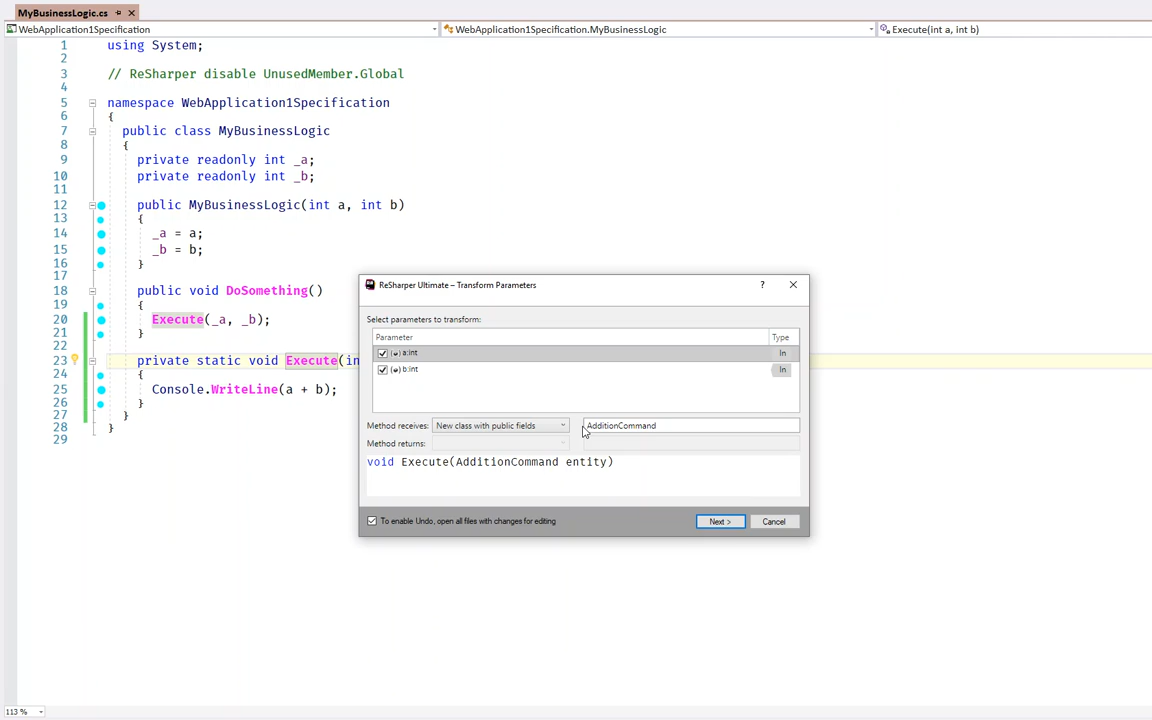 MyBusinessLogic.cs
WebApplication1Specification WebApplication1Specification.MyBusinessLogic Execute(int a, int b)
1 using System;
2
3 // ReSharper disable UnusedMember.Global
4
5 namespace WebApplication1Specification
6 {
7 public class MyBusinessLogic
8 {
9 private readonly int _a;
10 private readonly int _b;
11
12 public MyBusinessLogic(int a, int b)
13 {
14 _a = a;
15 _b = b;
16 }
17
18 public void DoSomething()
19 {
20 Execute(_a, _b);
21 }
22
23 private static void Execute(in
24 {
25 Console.WriteLine(a + b);
26 }
27 }
28 }
29
ReSharper Ultimate – Transform Parameters ?
Select parameters to transform:
Parameter Type
a:int In
b:int In
Method receives: New class with public fields AdditionCommand
Method returns:
void Execute(AdditionCommand entity)
To enable Undo, open all files with changes for editing Next > Cancel
113 %